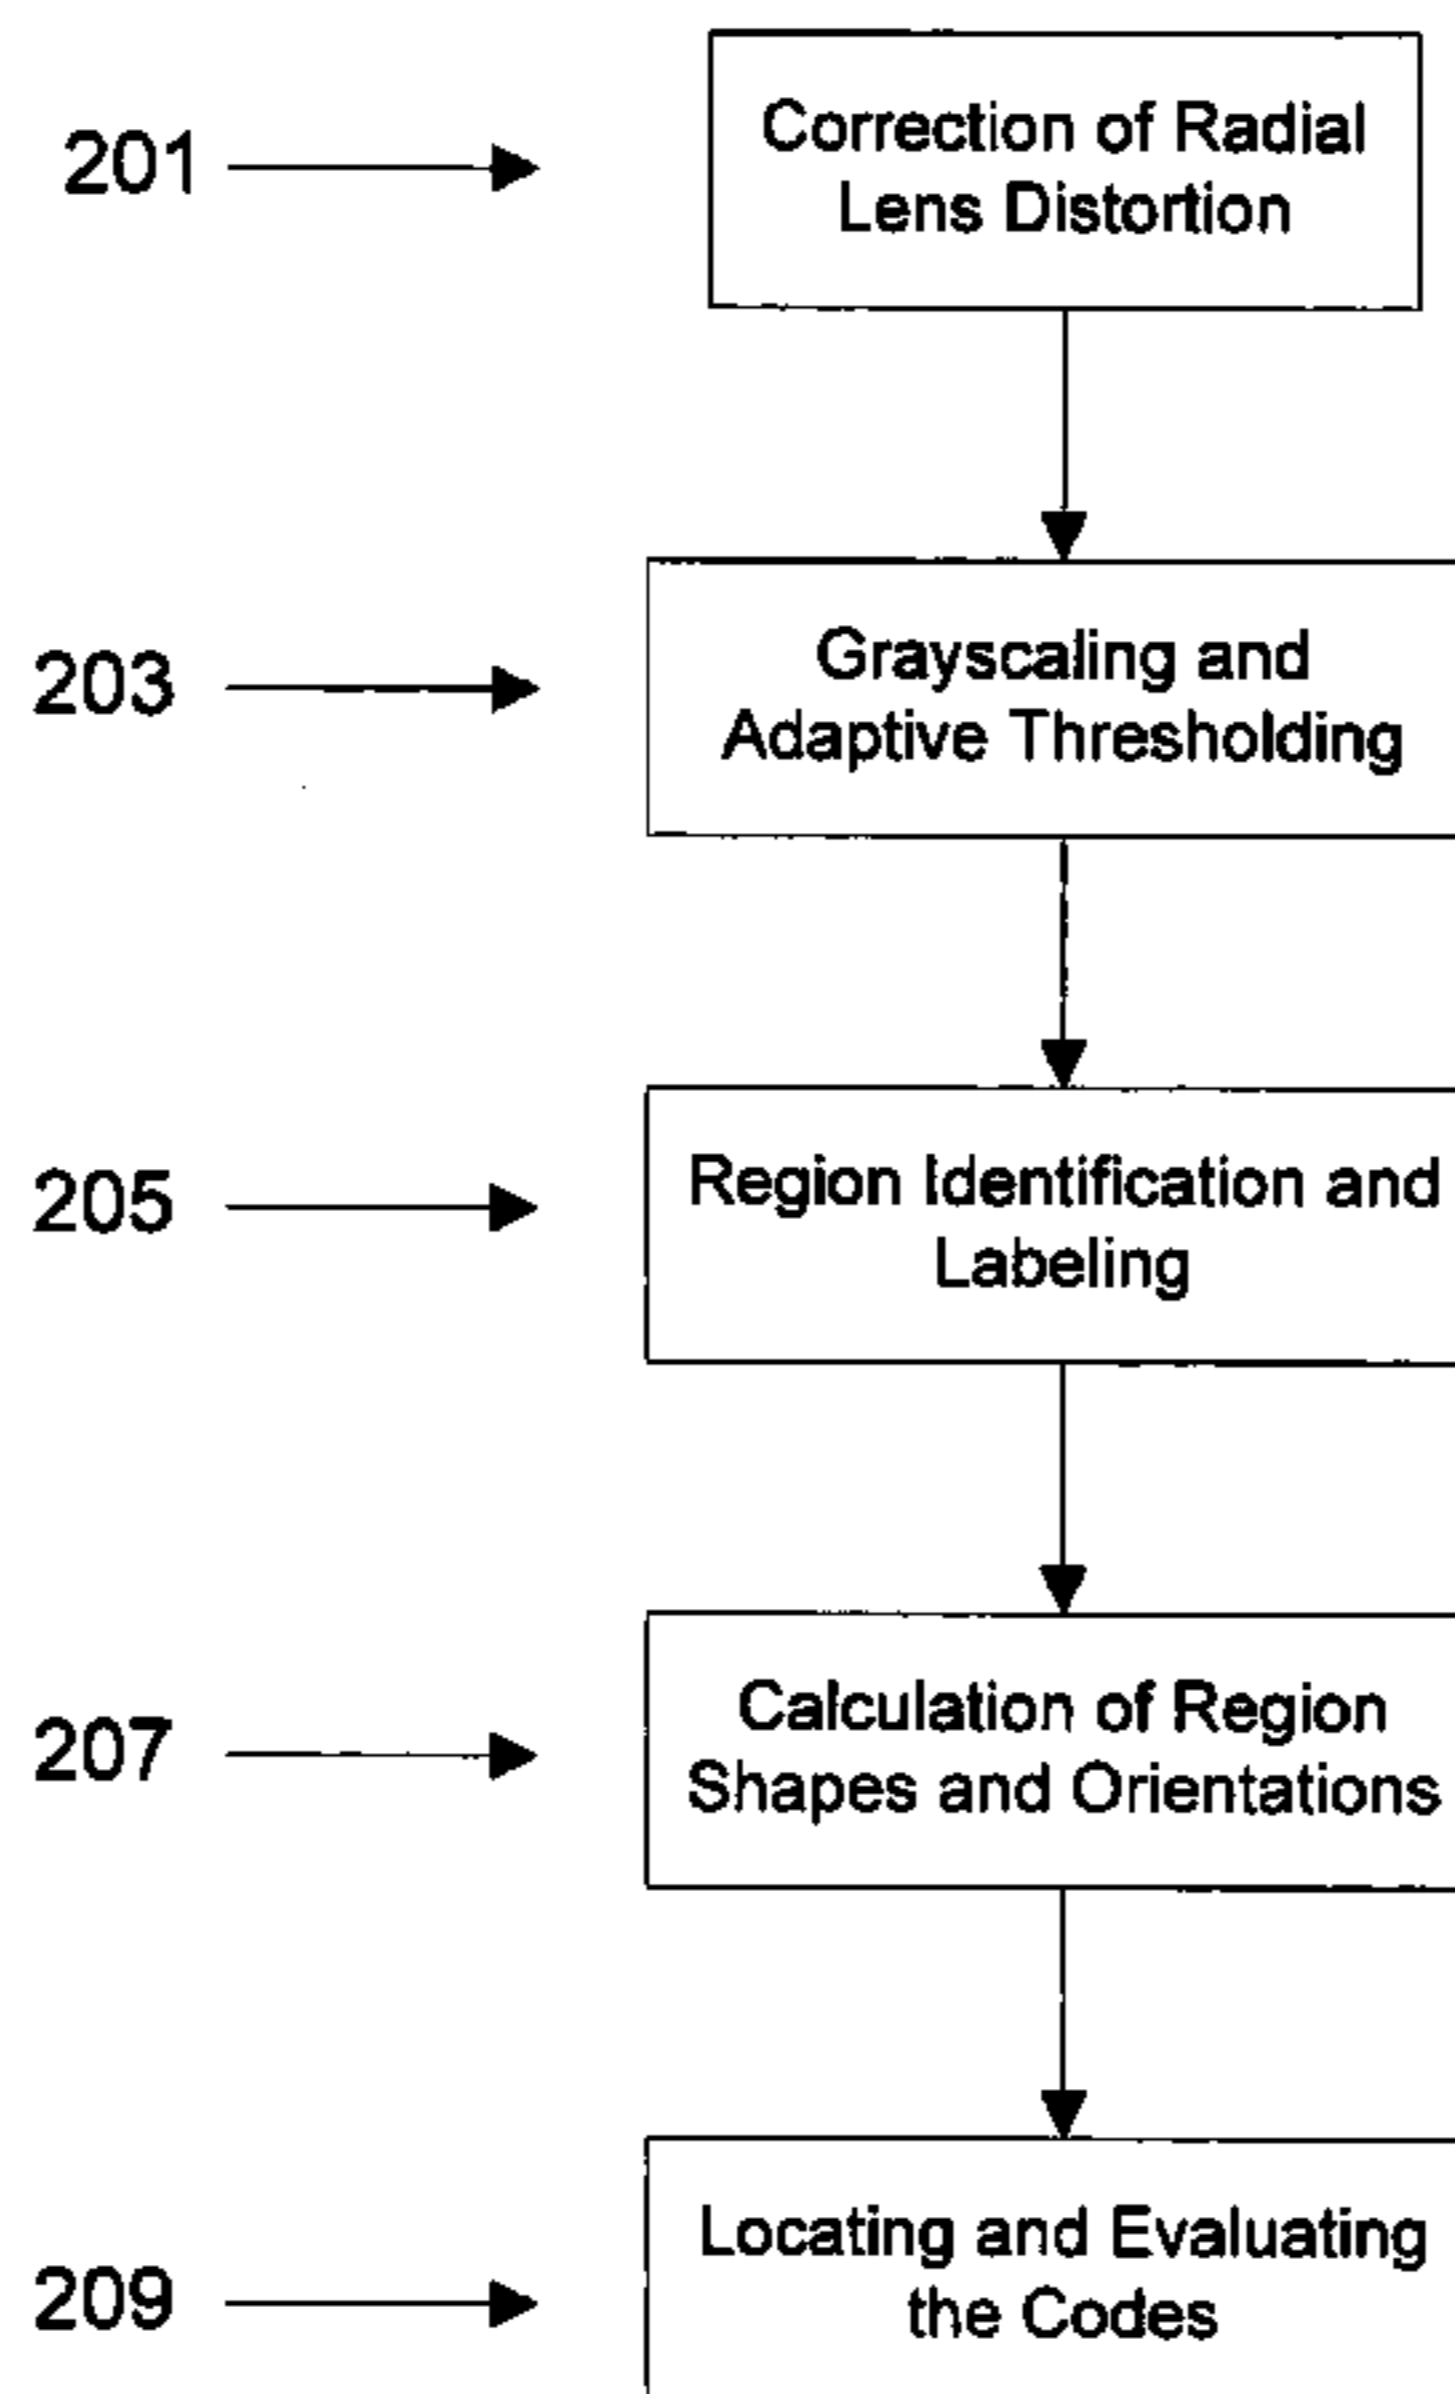 201
Correction of Radial
Lens Distortion
203
Grayscaling and
Adaptive Thresholding
205
Region Identification and
Labeling
207
Calculation of Region
Shapes and Orientations
209
Locating and Evaluating
the Codes